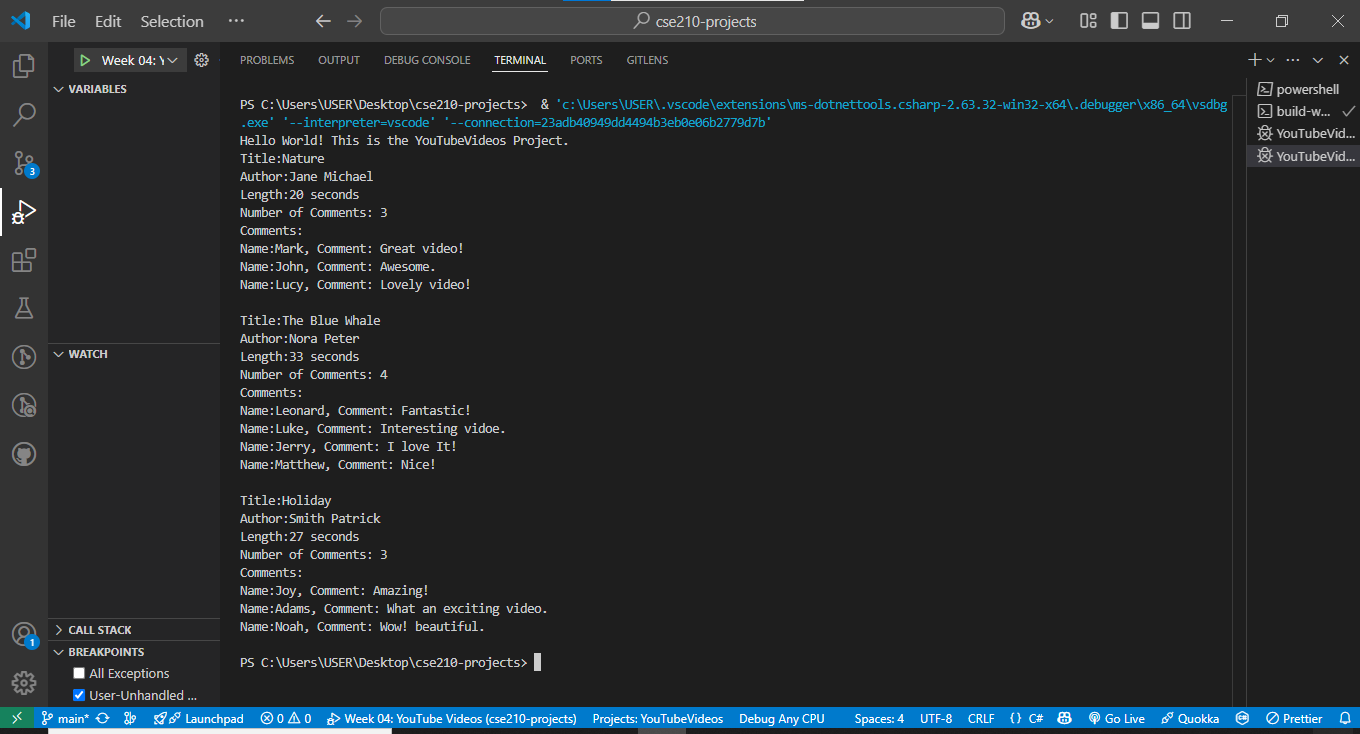 File Edit Selection ··· cse210-projects
Week 04: Y
PROBLEMS OUTPUT DEBUG CONSOLE TERMINAL PORTS GITLENS
VARIABLES
WATCH
CALL STACK
BREAKPOINTS
All Exceptions
User-Unhandled ...
3
1
PS C:\Users\USER\Desktop\cse210-projects>  & 'c:\Users\USER\.vscode\extensions\ms-dotnettools.csharp-2.63.32-win32-x64\.debugger\x86_64\vsdbg
.exe' '--interpreter=vscode' '--connection=23adb40949dd4494b3eb0e06b2779d7b'
Hello World! This is the YouTubeVideos Project.
Title:Nature
Author:Jane Michael
Length:20 seconds
Number of Comments: 3
Comments:
Name:Mark, Comment: Great video!
Name:John, Comment: Awesome.
Name:Lucy, Comment: Lovely video!
Title:The Blue Whale
Author:Nora Peter
Length:33 seconds
Number of Comments: 4
Comments:
Name:Leonard, Comment: Fantastic!
Name:Luke, Comment: Interesting vidoe.
Name:Jerry, Comment: I love It!
Name:Matthew, Comment: Nice!
Title:Holiday
Author:Smith Patrick
Length:27 seconds
Number of Comments: 3
Comments:
Name:Joy, Comment: Amazing!
Name:Adams, Comment: What an exciting video.
Name:Noah, Comment: Wow! beautiful.
PS C:\Users\USER\Desktop\cse210-projects>
powershell
build-w...
YouTubeVid...
YouTubeVid...
main* Launchpad 0 0 Week 04: YouTube Videos (cse210-projects) Projects: YouTubeVideos Debug Any CPU Spaces: 4 UTF-8 CRLF {} C# Go Live Quokka Prettier